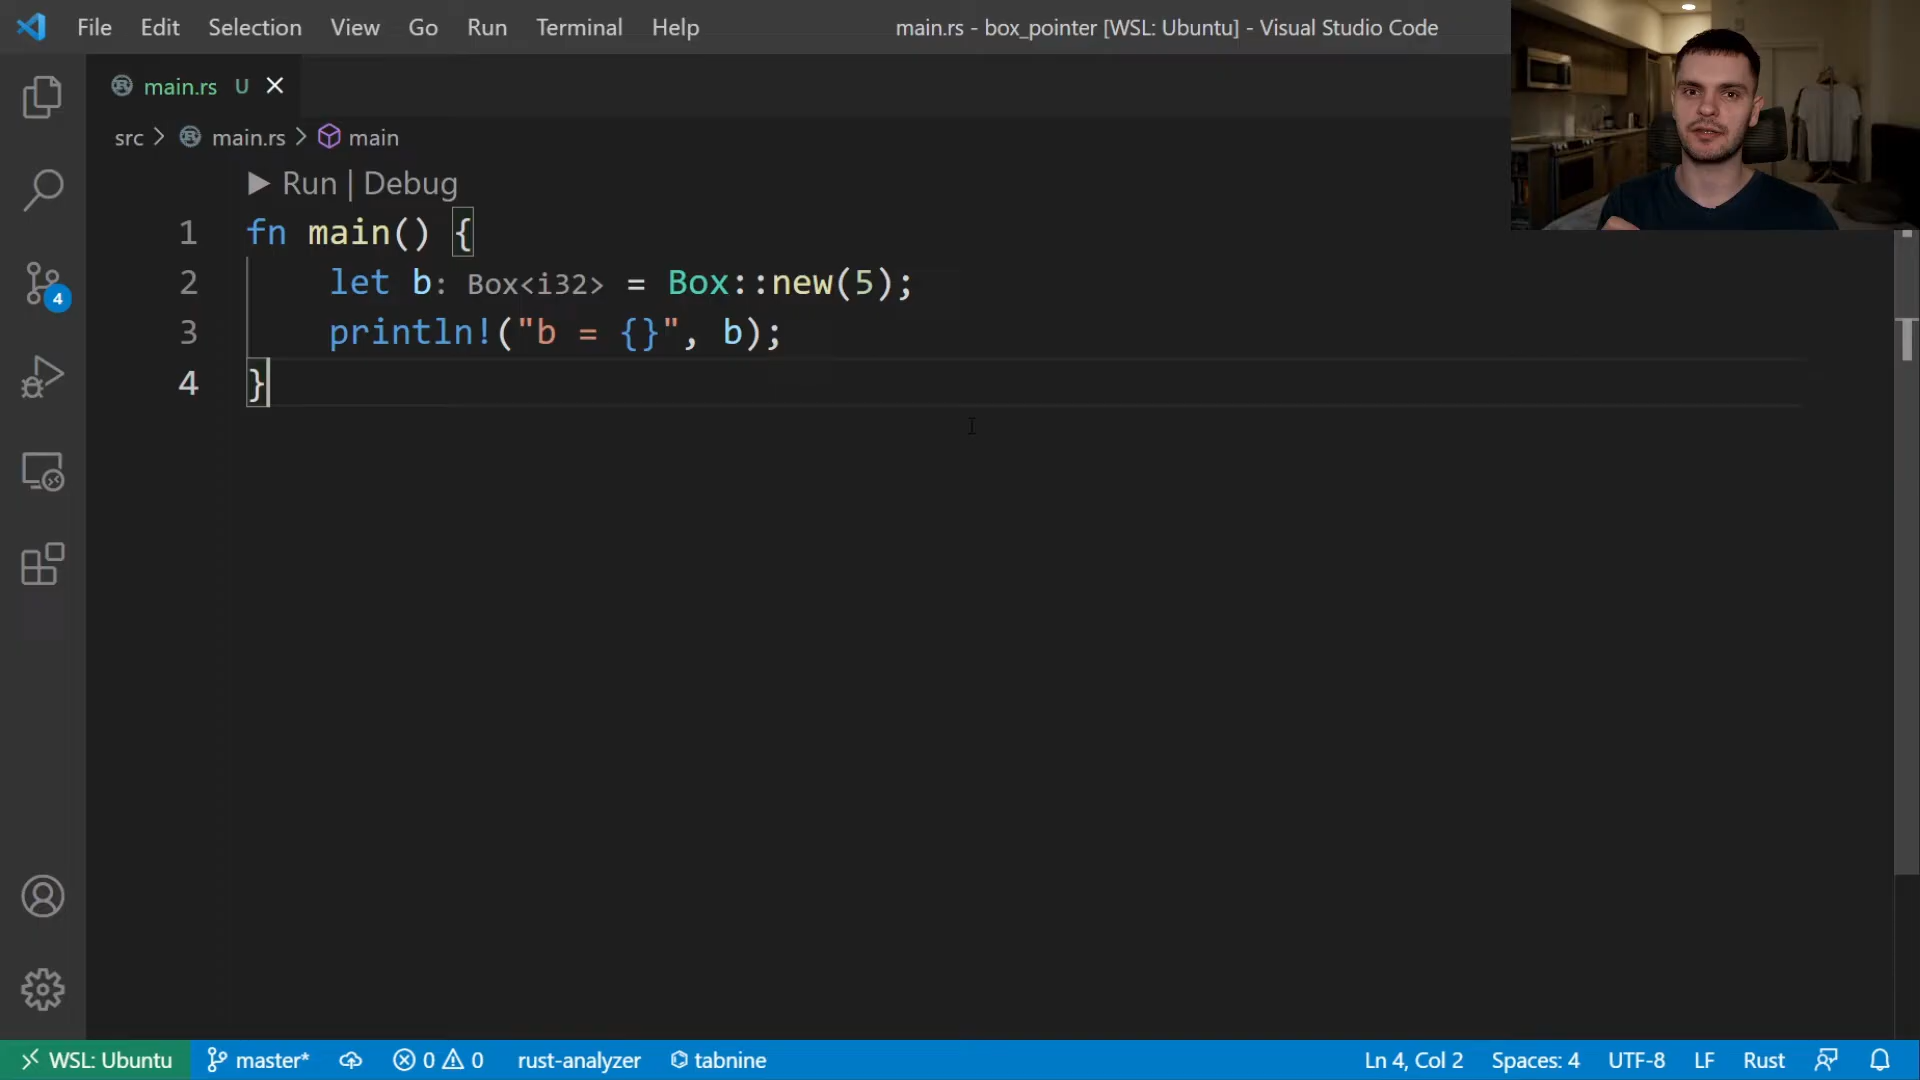 File Edit Selection View Go Run Terminal Help main.rs - box_pointer [WSL: Ubuntu] - Visual Studio Code
main.rs U
src > main.rs > main
Run | Debug
1 fn main() {
2 let b: Box<i32> = Box::new(5);
3 println!("b = {}", b);
4 }
4
WSL: Ubuntu master* 0 0 rust-analyzer tabnine Ln 4, Col 2 Spaces: 4 UTF-8 LF Rust